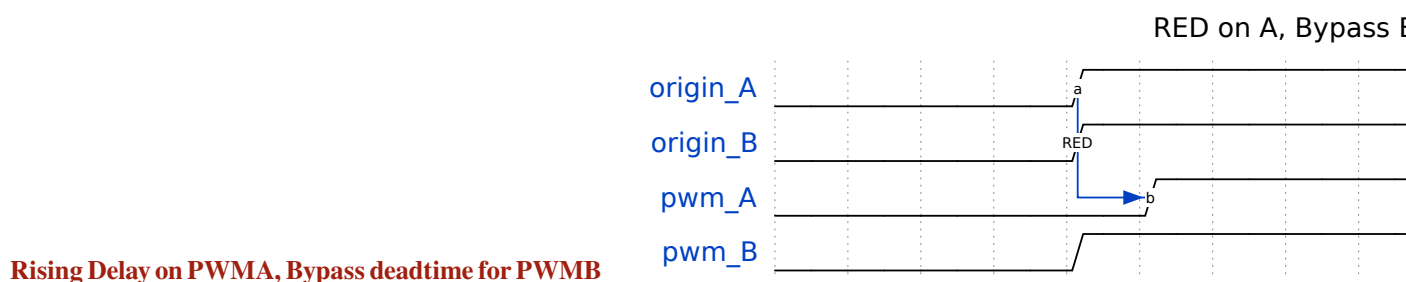 RED on A, Bypass
origin_A
a
origin_B
RED
pwm_A
b
pwm_B
Rising Delay on PWMA, Bypass deadtime for PWMB